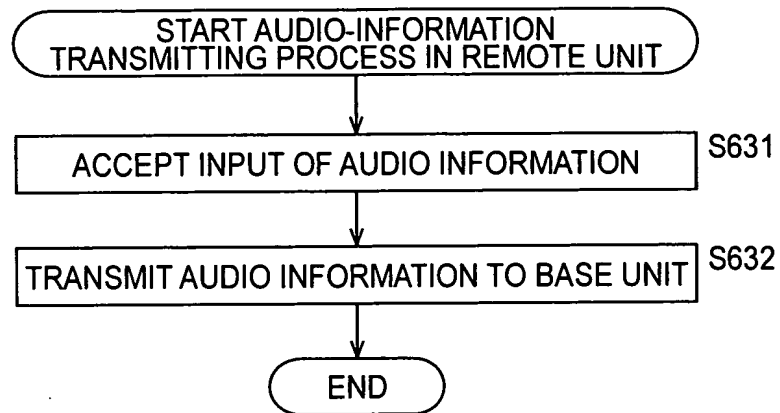 START AUDIO-INFORMATION
TRANSMITTING PROCESS IN REMOTE UNIT
ACCEPT INPUT OF AUDIO INFORMATION
S631
TRANSMIT AUDIO INFORMATION TO BASE UNIT
S632
END